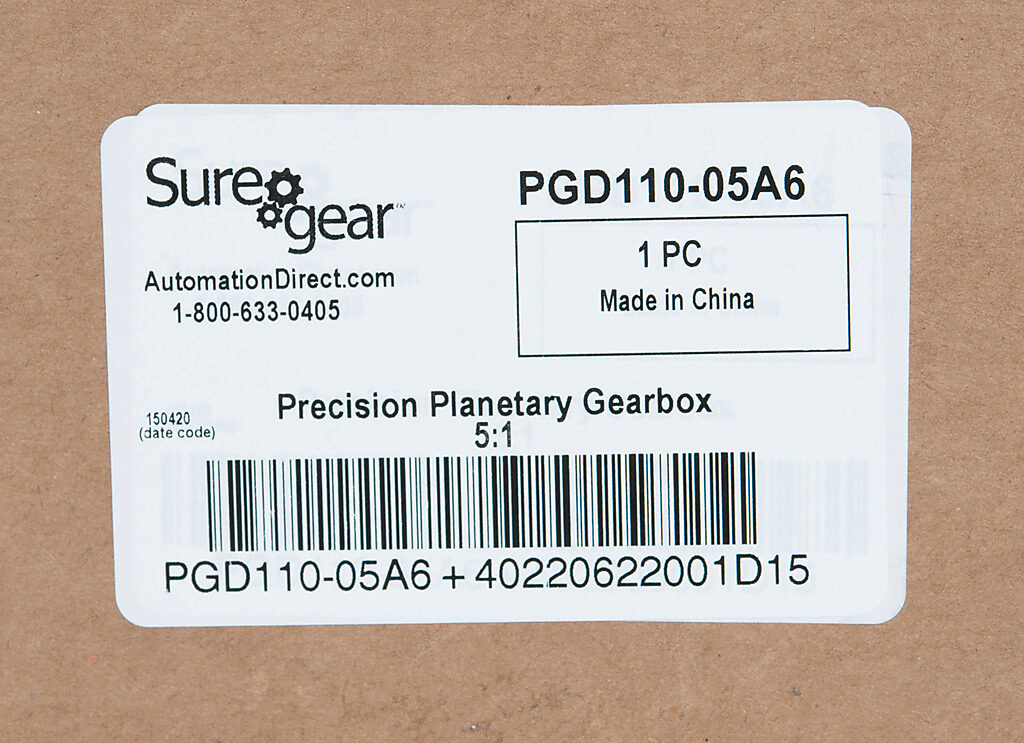 Sure
gear™
AutomationDirect.com
1-800-633-0405
PGD110-05A6
1 PC
Made in China
Precision Planetary Gearbox
5:1
150420
(date code)
PGD110-05A6 + 40220622001D15